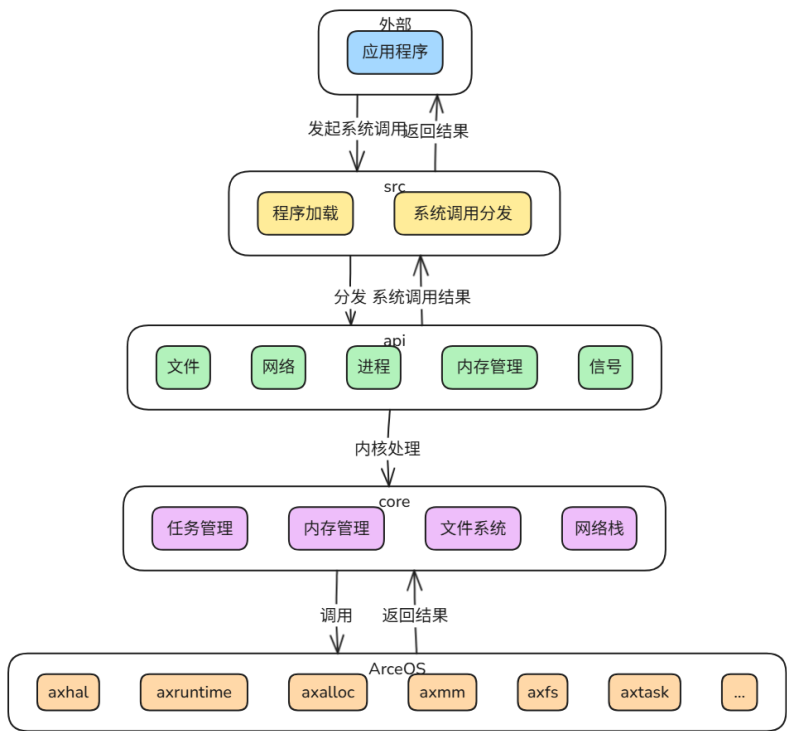 外部
应用程序
发起系统调用
返回结果
src
程序加载
系统调用分发
分发
系统调用结果
api
文件
网络
进程
内存管理
信号
内核处理
core
任务管理
内存管理
文件系统
网络栈
调用
返回结果
ArceOS
axhal
axruntime
axalloc
axmm
axfs
axtask
...